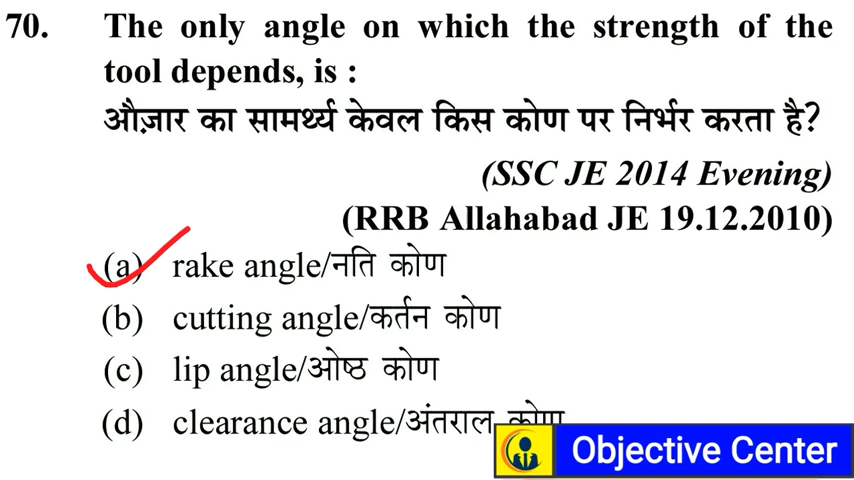 70. The only angle on which the strength of the
tool depends, is :
औज़ार का सामर्थ्य केवल किस कोण पर निर्भर करता है?
(SSC JE 2014 Evening)
(RRB Allahabad JE 19.12.2010)
(a) rake angle/नति कोण
(b) cutting angle/कर्तन कोण
(c) lip angle/ओष्ठ कोण
(d) clearance angle/अंतराल कोण
Objective Center